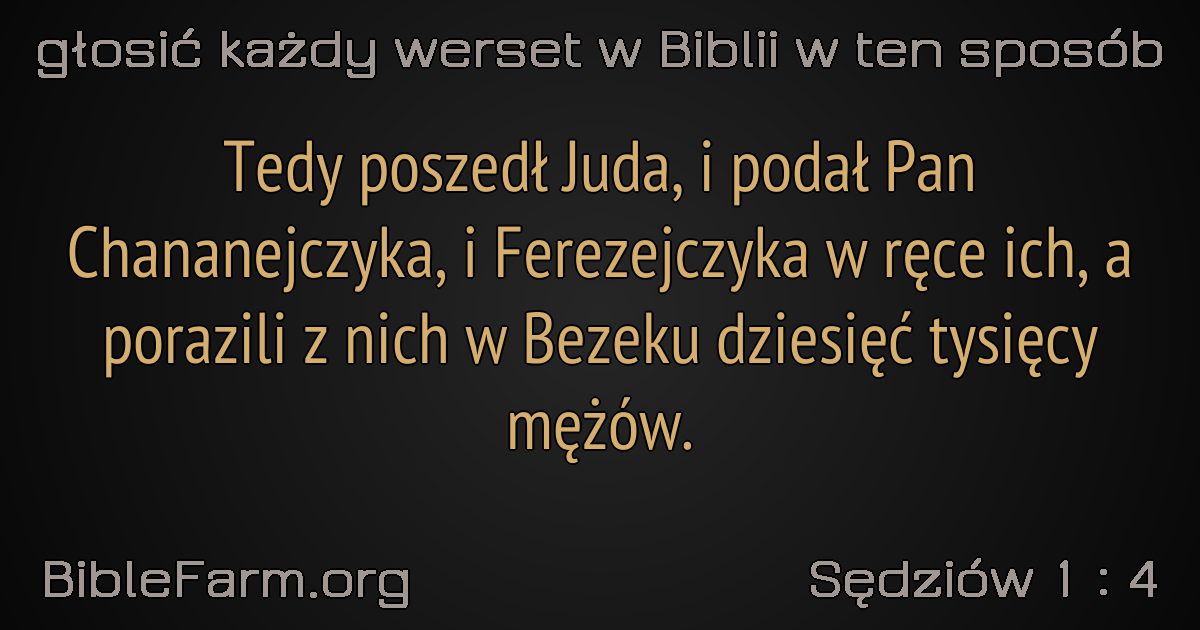 głosić każdy werset w Biblii w ten sposób
Tedy poszedł Juda, i podał Pan
Chananejczyka, i Ferezejczyka w ręce ich, a
porazili z nich w Bezeku dziesięć tysięcy
mężów.
BibleFarm.org
Sędziów 1 : 4